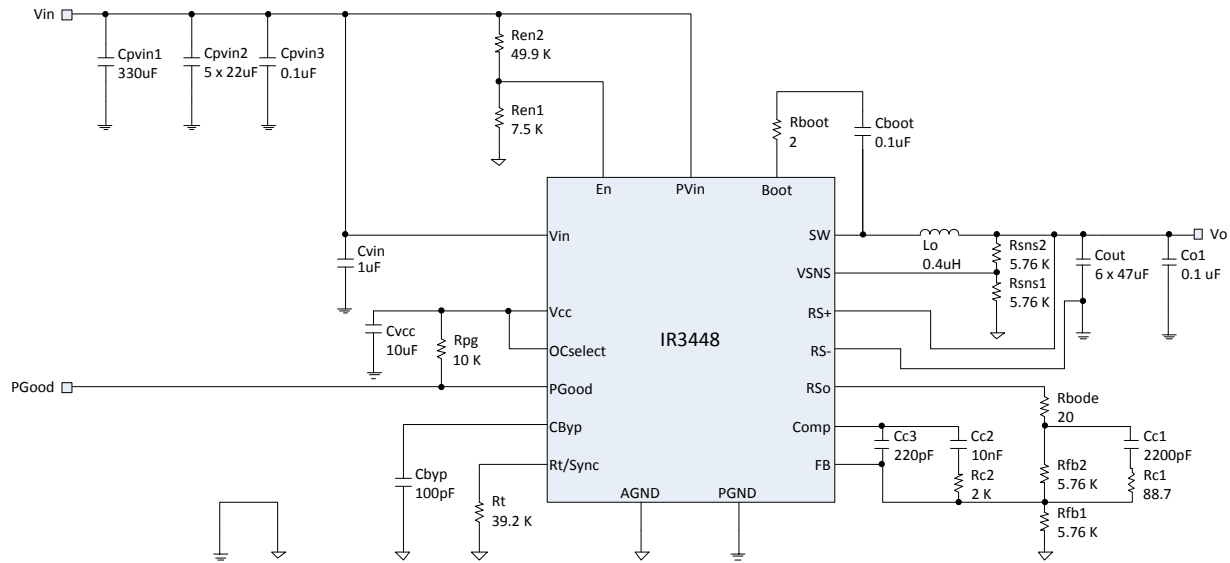 Vin
Cpvin1
330uF
Cpvin2
5 x 22uF
Cpvin3
0.1uF
Ren2
49.9 K
Ren1
7.5 K
Rboot
2
Cboot
0.1uF
En
PVin
Boot
Vin
Cvin
1uF
SW
Lo
0.4uH
Rsns2
5.76 K
Rsns1
5.76 K
Cout
6 x 47uF
Co1
0.1 uF
Vo
VSNS
Vcc
Cvcc
10uF
Rpg
10 K
OCselect
IR3448
RS+
RS-
PGood
PGood
RSo
Rbode
20
CByp
Cbyp
100pF
Comp
Cc3
220pF
Cc2
10nF
Cc1
2200pF
Rt/Sync
Rt
39.2 K
FB
Rc2
2 K
Rfb2
5.76 K
Rc1
88.7
Rfb1
5.76 K
AGND
PGND